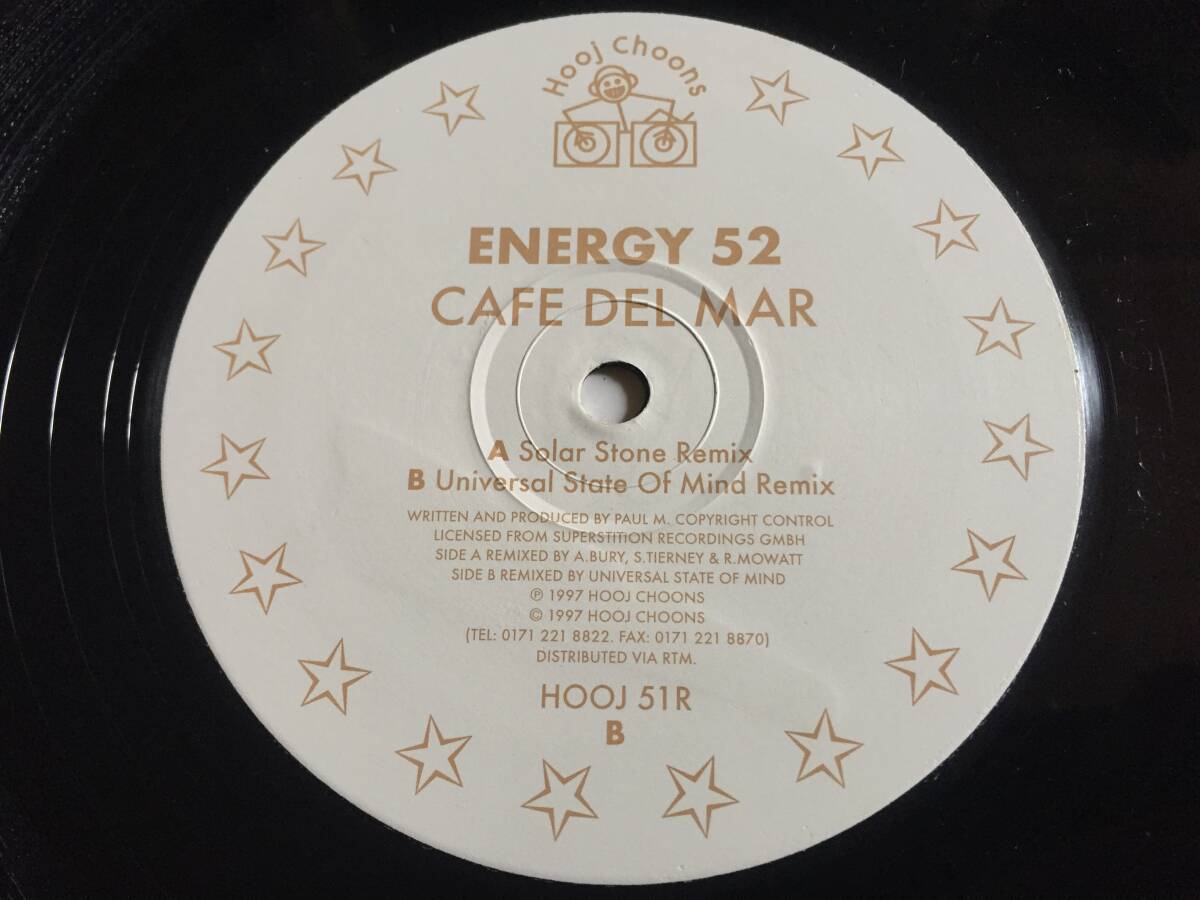 Hooj Choons
ENERGY 52
CAFE DEL MAR
A Solar Stone Remix
B Universal State Of Mind Remix
WRITTEN AND PRODUCED BY PAUL M. COPYRIGHT CONTROL
LICENSED FROM SUPERSTITION RECORDINGS GMBH
SIDE A REMIXED BY A.BURY, S.TIERNEY & R.MOWATT
SIDE B REMIXED BY UNIVERSAL STATE OF MIND
℗ 1997 HOOJ CHOONS
© 1997 HOOJ CHOONS
(TEL: 0171 221 8822. FAX: 0171 221 8870)
DISTRIBUTED VIA RTM.
HOOJ 51R
B